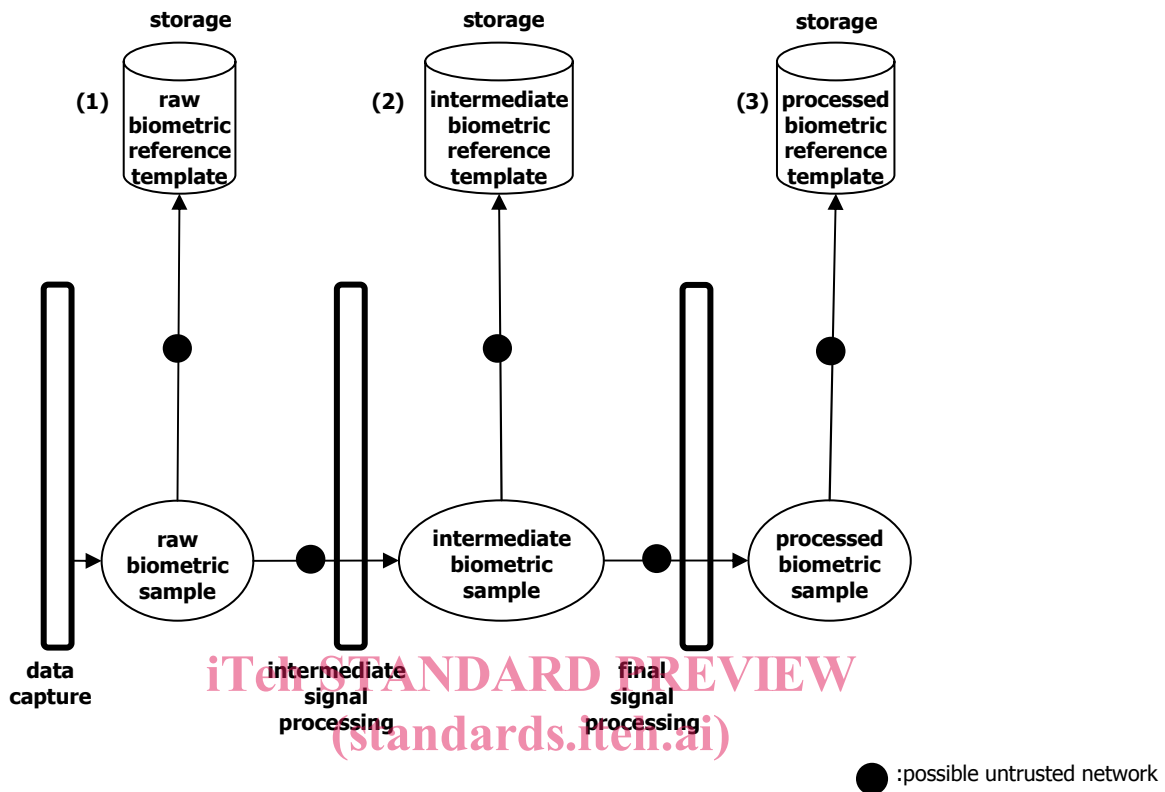 storage
storage
storage
(1)
raw
biometric
reference
template
(2)
intermediate
biometric
reference
template
(3)
processed
biometric
reference
template
raw
biometric
sample
intermediate
biometric
sample
processed
biometric
sample
data
capture
intermediate
signal
processing
final
signal
processing
iTeh STANDARD PREVIEW
(standards.iteh.ai)
:possible untrusted network